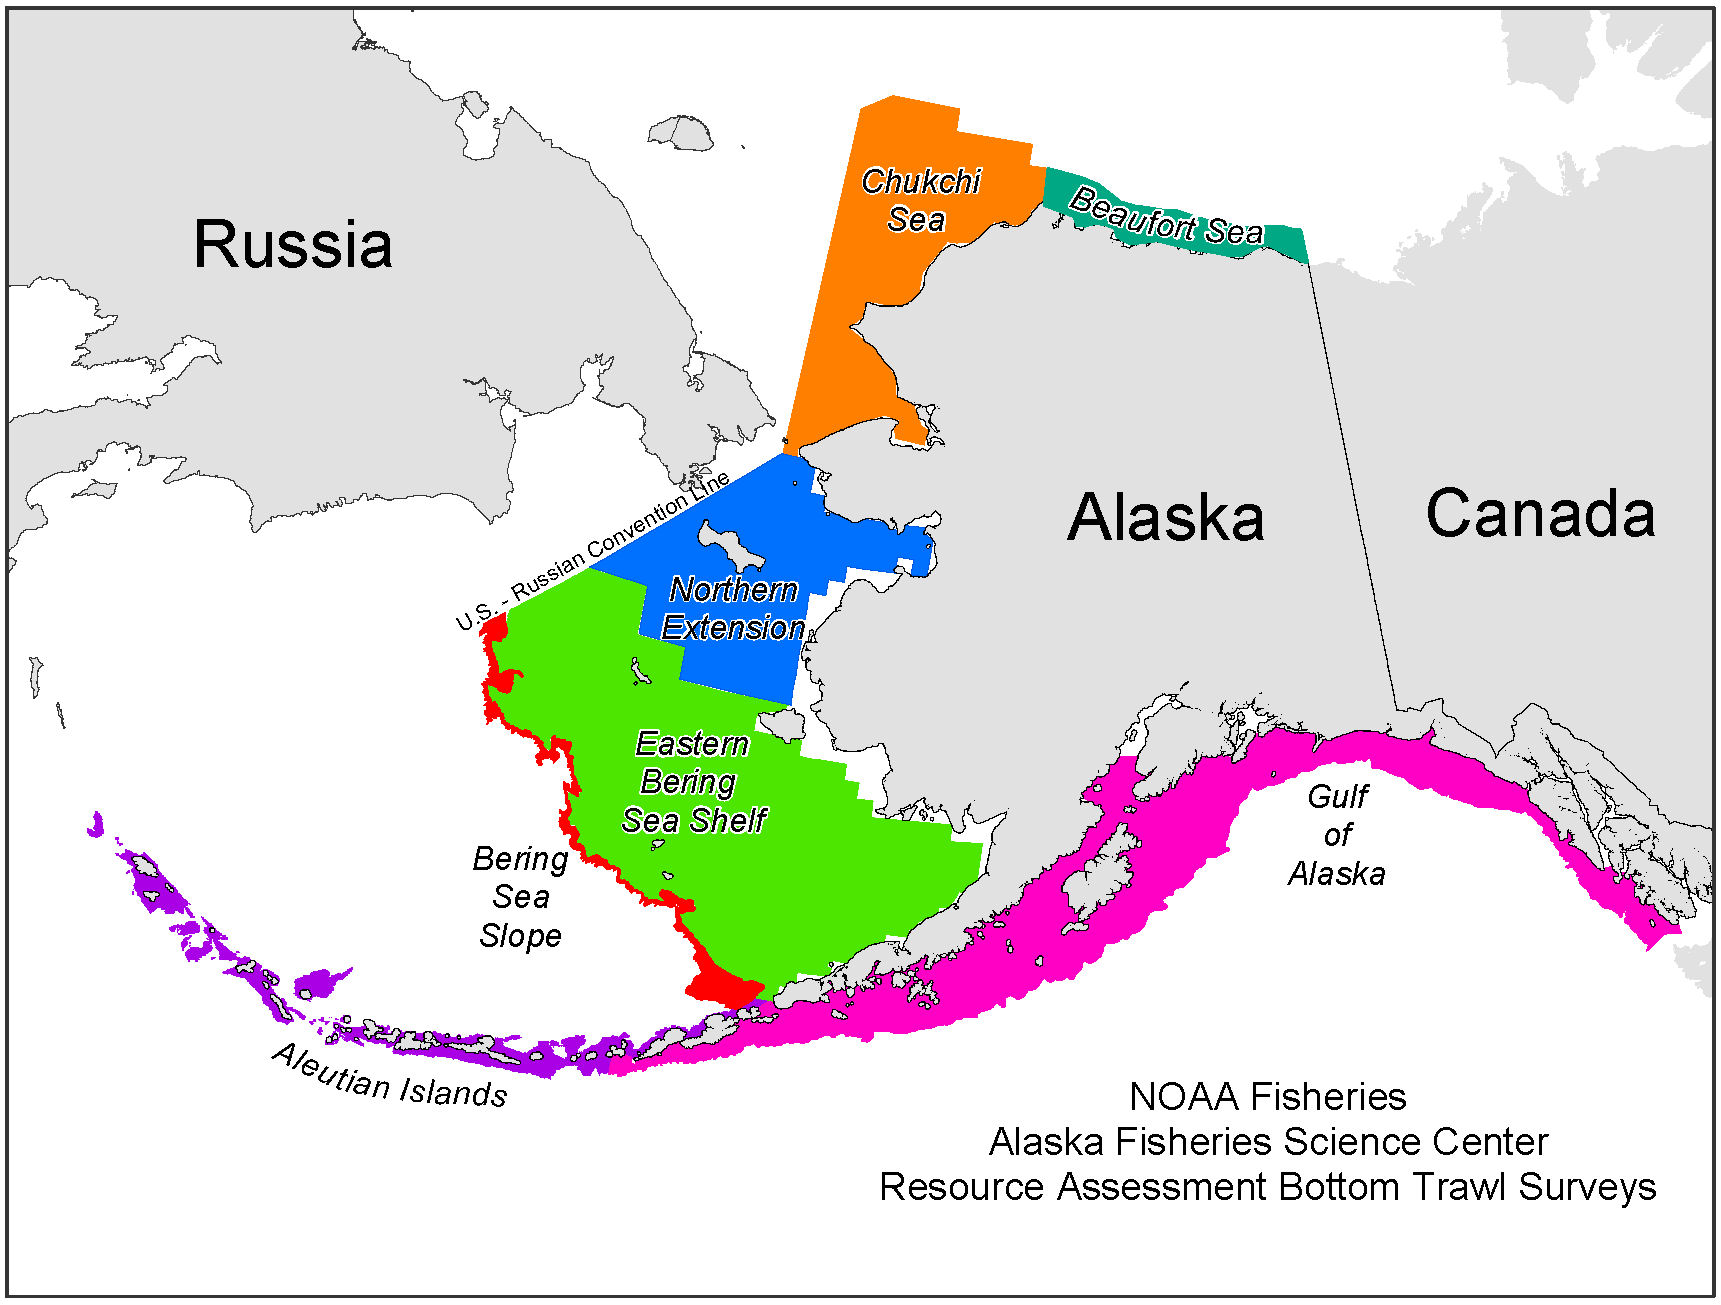 Chukchi
Sea
Beaufort Sea
Russia
U.S. - Russian Convention Line
Alaska
Canada
Northern
Extension
Eastern
Bering
Sea Shelf
Gulf
of
Alaska
Bering
Sea
Slope
Aleutian Islands
NOAA Fisheries
Alaska Fisheries Science Center
Resource Assessment Bottom Trawl Surveys